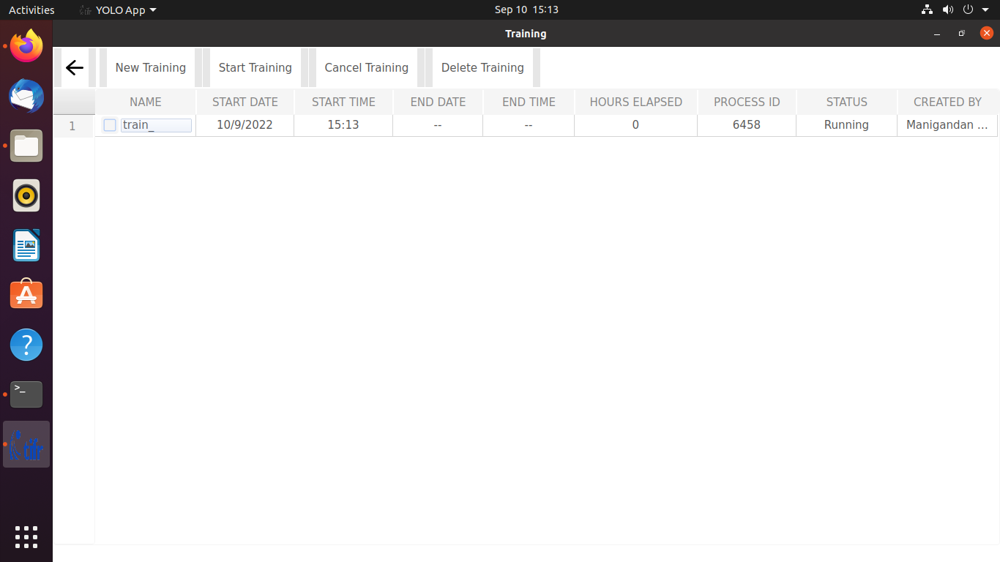 Activities YOLO App Sep 10 15:13
Training
New Training Start Training Cancel Training Delete Training
NAME START DATE START TIME END DATE END TIME HOURS ELAPSED PROCESS ID STATUS CREATED BY
1 train_ 10/9/2022 15:13 -- -- 0 6458 Running Manigandan ...